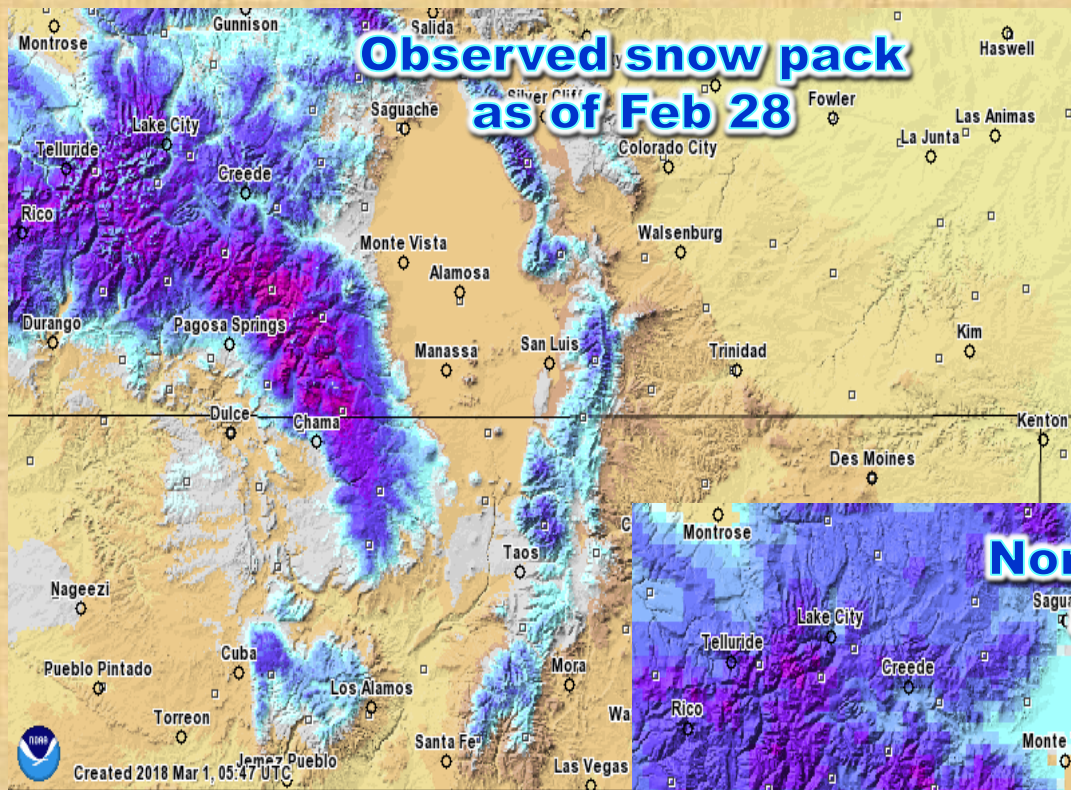 Gunnison
Salida
Montrose
Observed snow pack
Haswell
as of Feb 28
Silver Cliff
Saguache
Fowler
Las Animas
Lake City
La Junta
Telluride
Colorado City
Creede
Rico
Walsenburg
Monte Vista
Alamosa
Durango
Pagosa Springs
San Luis
Kim
Manassa
Trinidad
Dulce
Chama
Kenton
Des Moines
Montrose
Taos
Nor
Nageezi
Sagua
Lake City
Telluride
Cuba
Creede
Pueblo Pintado
Mora
Los Alamos
Rico
Wa
Torreon
Santa Fe
Monte
NOAA
Jemez Pueblo
Las Vegas
Created 2018 Mar 1, 05:47 UTC